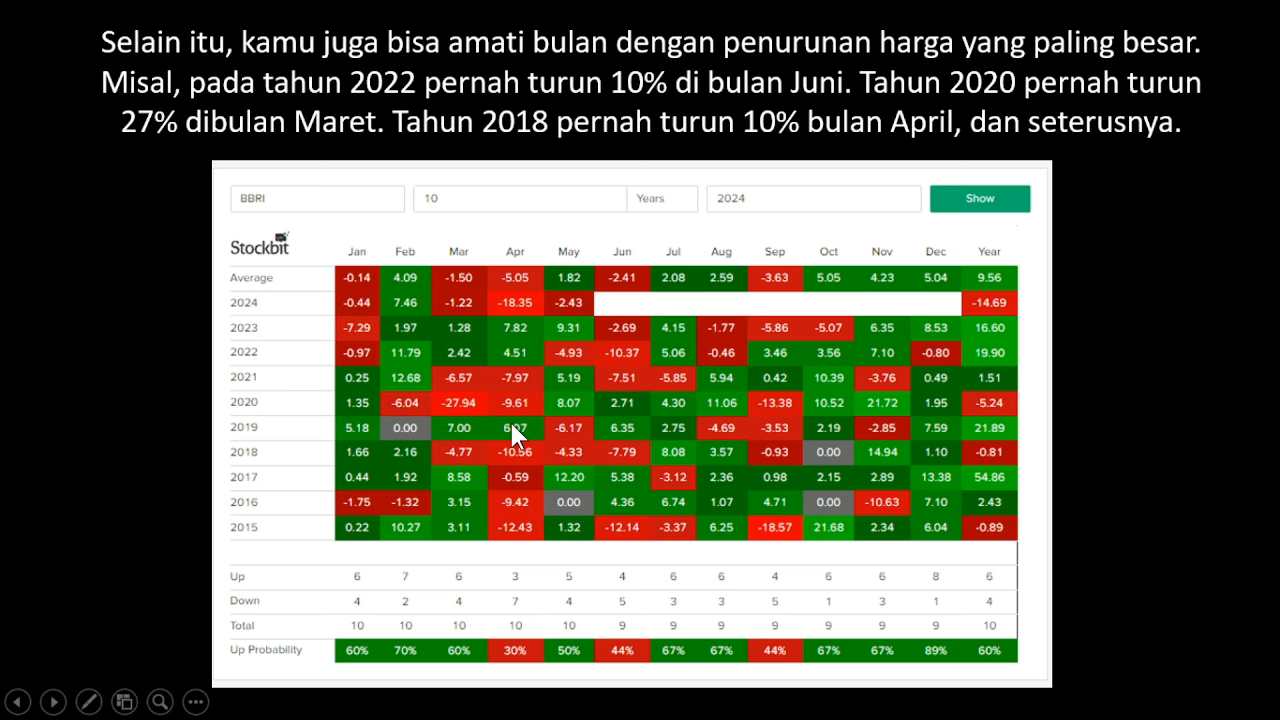 Selain itu, kamu juga bisa amati bulan dengan penurunan harga yang paling besar.
Misal, pada tahun 2022 pernah turun 10% di bulan Juni. Tahun 2020 pernah turun
27% dibulan Maret. Tahun 2018 pernah turun 10% bulan April, dan seterusnya.
BBRI 10 Years 2024 Show
Stockbit Jan Feb Mar Apr May Jun Jul Aug Sep Oct Nov Dec Year
Average -0.14 4.09 -1.50 -5.05 1.82 -2.41 2.08 2.59 -3.63 5.05 4.23 5.04 9.56
2024 -0.44 7.46 -1.22 -18.35 -2.43 -14.69
2023 -7.29 1.97 1.28 7.82 9.31 -2.69 4.15 -1.77 -5.86 -5.07 6.35 8.53 16.60
2022 -0.97 11.79 2.42 4.51 -4.93 -10.37 5.06 -0.46 3.46 3.56 7.10 -0.80 19.90
2021 0.25 12.68 -6.57 -7.97 5.19 -7.51 -5.85 5.94 0.42 10.39 -3.76 0.49 1.51
2020 1.35 -6.04 -27.94 -9.61 8.07 2.71 4.30 11.06 -13.38 10.52 21.72 1.95 -5.24
2019 5.18 0.00 7.00 -6.17 6.35 2.75 -4.69 -3.53 2.19 -2.85 7.59 21.89
2018 1.66 2.16 -4.77 -10.56 -4.33 -7.79 8.08 3.57 -0.93 0.00 14.94 1.10 -0.81
2017 0.44 1.92 8.58 -0.59 12.20 5.38 -3.12 2.36 0.98 2.15 2.89 13.38 54.86
2016 -1.75 -1.32 3.15 -9.42 0.00 4.36 6.74 1.07 4.71 0.00 -10.63 7.10 2.43
2015 0.22 10.27 3.11 -12.43 1.32 -12.14 -3.37 6.25 -18.57 21.68 2.34 6.04 -0.89
Up 6 7 6 3 5 4 6 6 4 6 6 8 6
Down 4 2 4 7 4 5 3 3 5 1 3 1 4
Total 10 10 10 10 10 9 9 9 9 9 9 9 10
Up Probability 60% 70% 60% 30% 50% 44% 67% 67% 44% 67% 67% 89% 60%